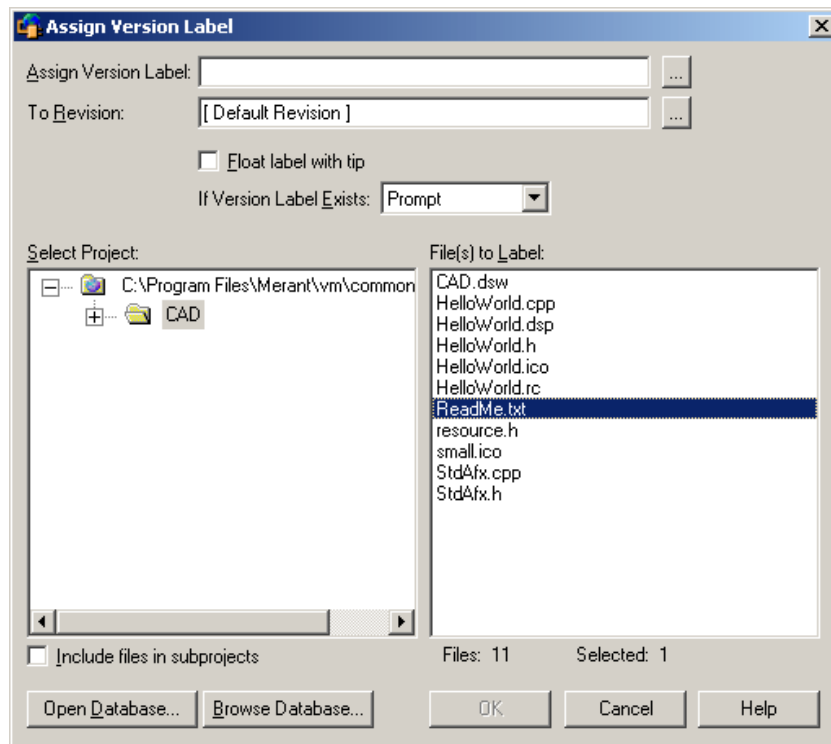 Assign Version Label
Assign Version Label:
...
To Revision:
[ Default Revision ]
...
Float label with tip
If Version Label Exists:
Prompt
Select Project:
C:\Program Files\Merant\vm\common
CAD
File(s) to Label:
CAD.dsw
HelloWorld.cpp
HelloWorld.dsp
HelloWorld.h
HelloWorld.ico
HelloWorld.rc
ReadMe.txt
resource.h
small.ico
StdAfx.cpp
StdAfx.h
Include files in subprojects
Files: 11 Selected: 1
Open Database... Browse Database... OK Cancel Help